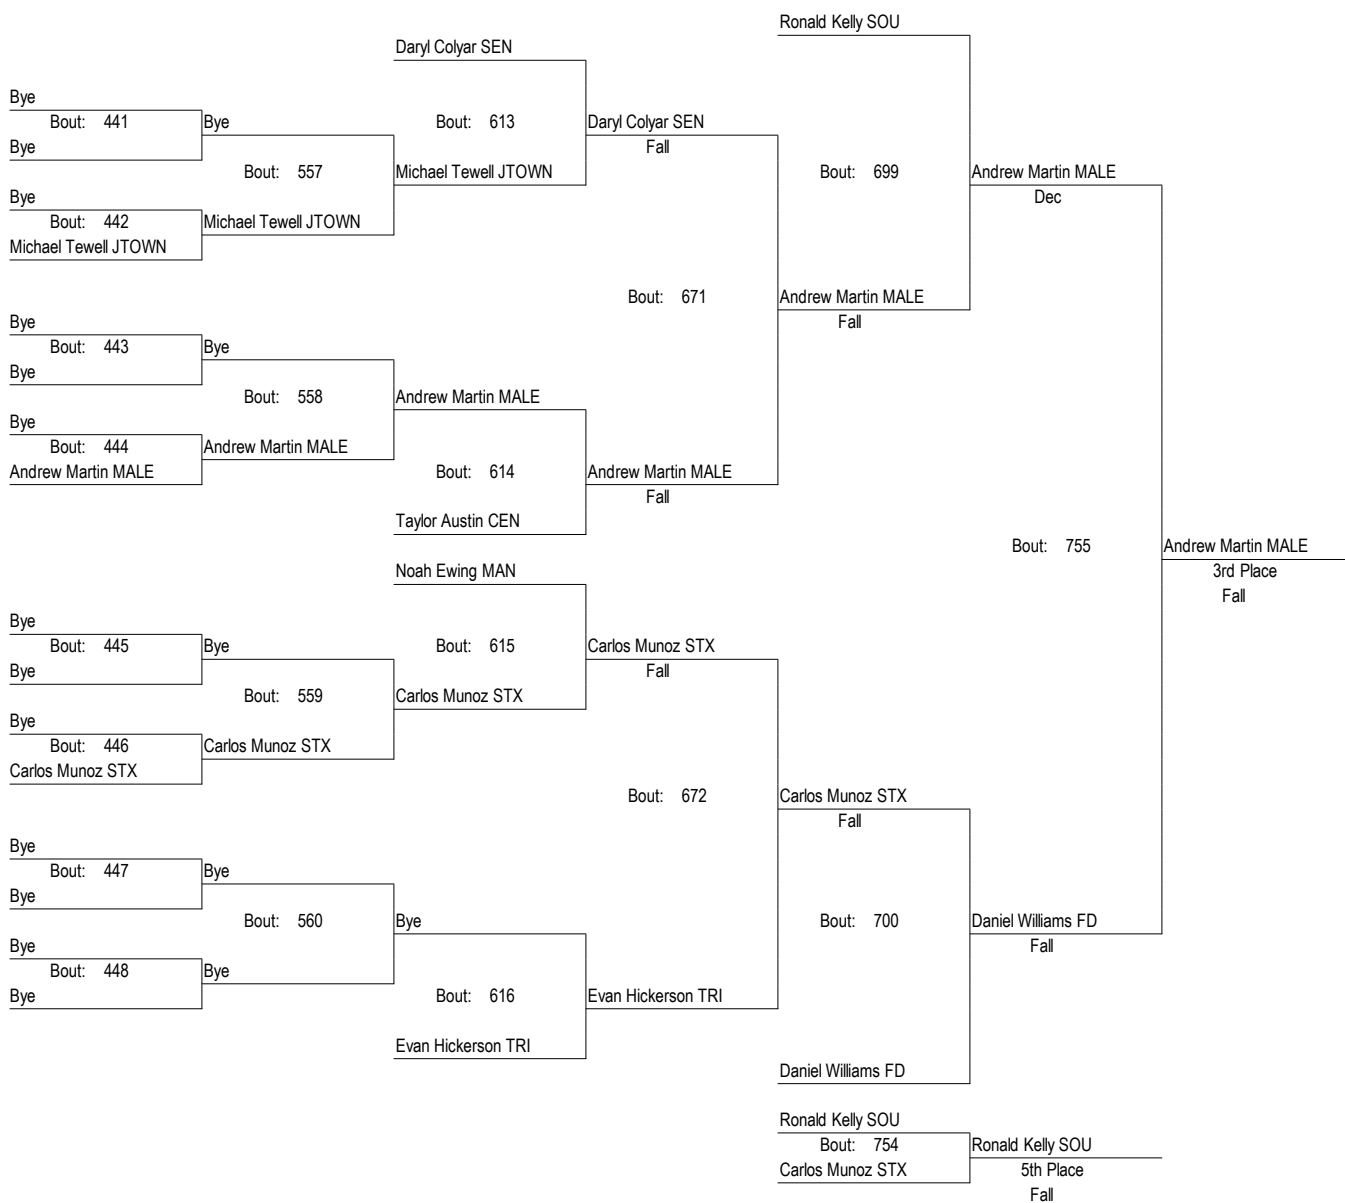 Ronald Kelly SOU
Daryl Colyar SEN
Bye
Bout: 441
Bye
Bout: 613
Daryl Colyar SEN
Bye
Fall
Bout: 557
Michael Tewell JTOWN
Bout: 699
Andrew Martin MALE
Bye
Dec
Bout: 442
Michael Tewell JTOWN
Michael Tewell JTOWN
Bout: 671
Andrew Martin MALE
Bye
Fall
Bout: 443
Bye
Bye
Bout: 558
Andrew Martin MALE
Bye
Bout: 444
Andrew Martin MALE
Andrew Martin MALE
Bout: 614
Andrew Martin MALE
Fall
Taylor Austin CEN
Bout: 755
Andrew Martin MALE
Noah Ewing MAN
3rd Place
Fall
Bye
Bout: 445
Bye
Bout: 615
Carlos Munoz STX
Bye
Fall
Bout: 559
Carlos Munoz STX
Bye
Bout: 446
Carlos Munoz STX
Carlos Munoz STX
Bout: 672
Carlos Munoz STX
Fall
Bye
Bout: 447
Bye
Bye
Bout: 560
Bye
Bout: 700
Daniel Williams FD
Bye
Fall
Bout: 448
Bye
Bye
Bout: 616
Evan Hickerson TRI
Evan Hickerson TRI
Daniel Williams FD
Ronald Kelly SOU
Bout: 754
Ronald Kelly SOU
Carlos Munoz STX
5th Place
Fall